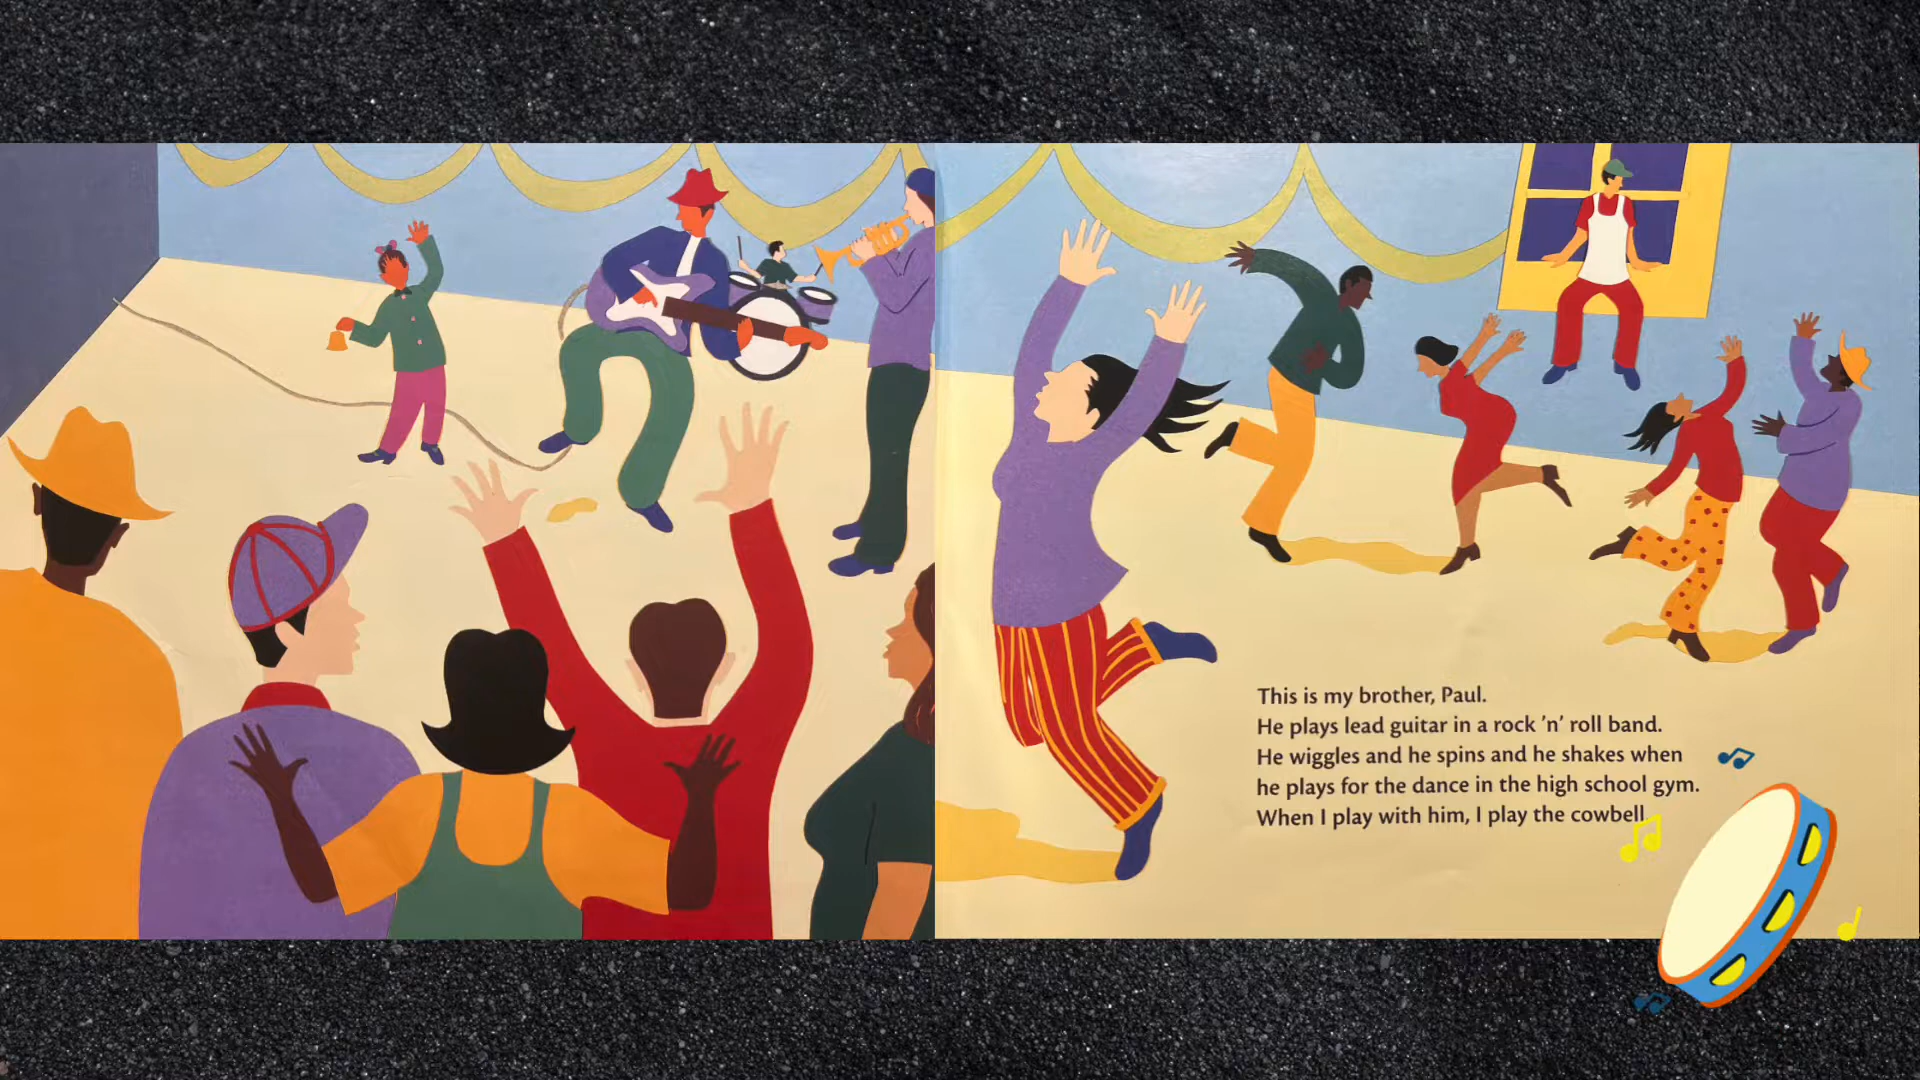 This is my brother, Paul.
He plays lead guitar in a rock ’n’ roll band.
He wiggles and he spins and he shakes when
he plays for the dance in the high school gym.
When I play with him, I play the cowbell.